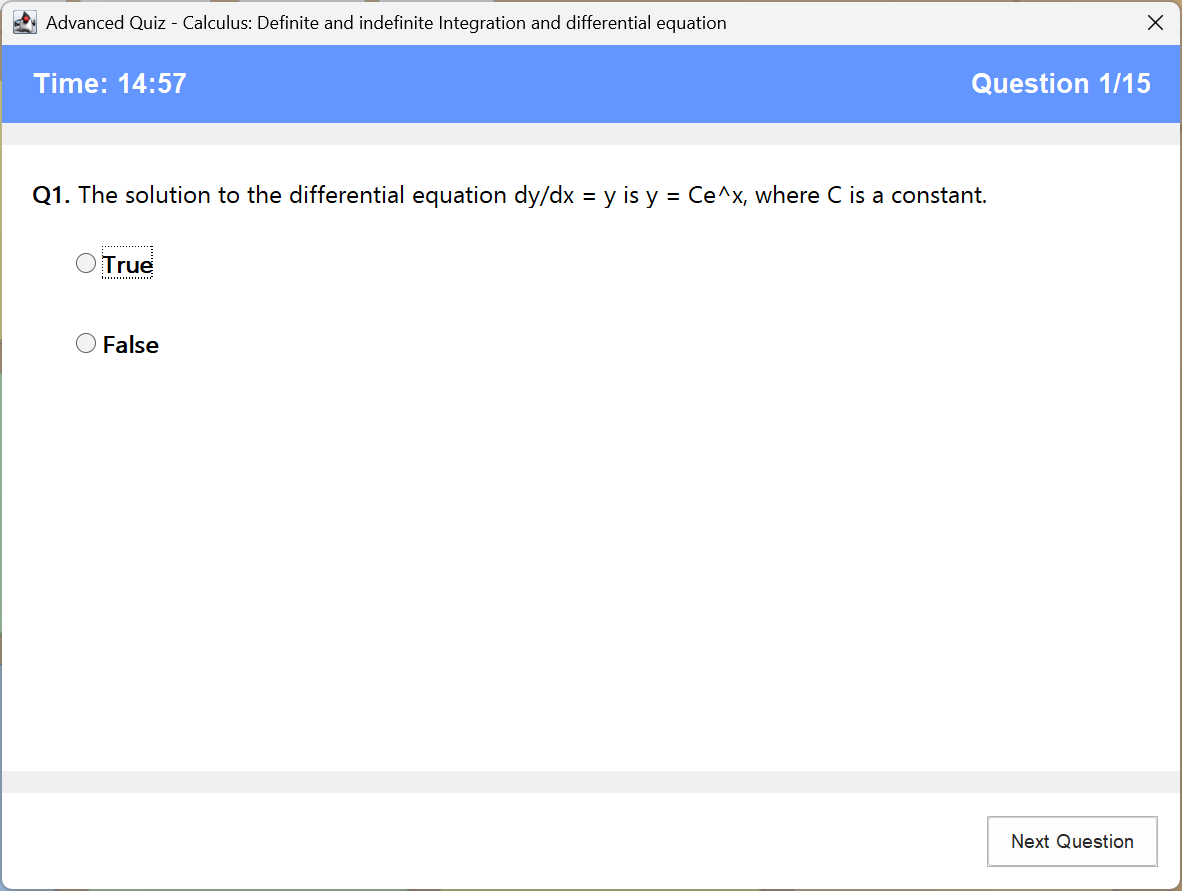 Advanced Quiz - Calculus: Definite and indefinite Integration and differential equation
Time: 14:57
Question 1/15
Q1. The solution to the differential equation dy/dx = y is y = Ce^x, where C is a constant.
True
False
Next Question